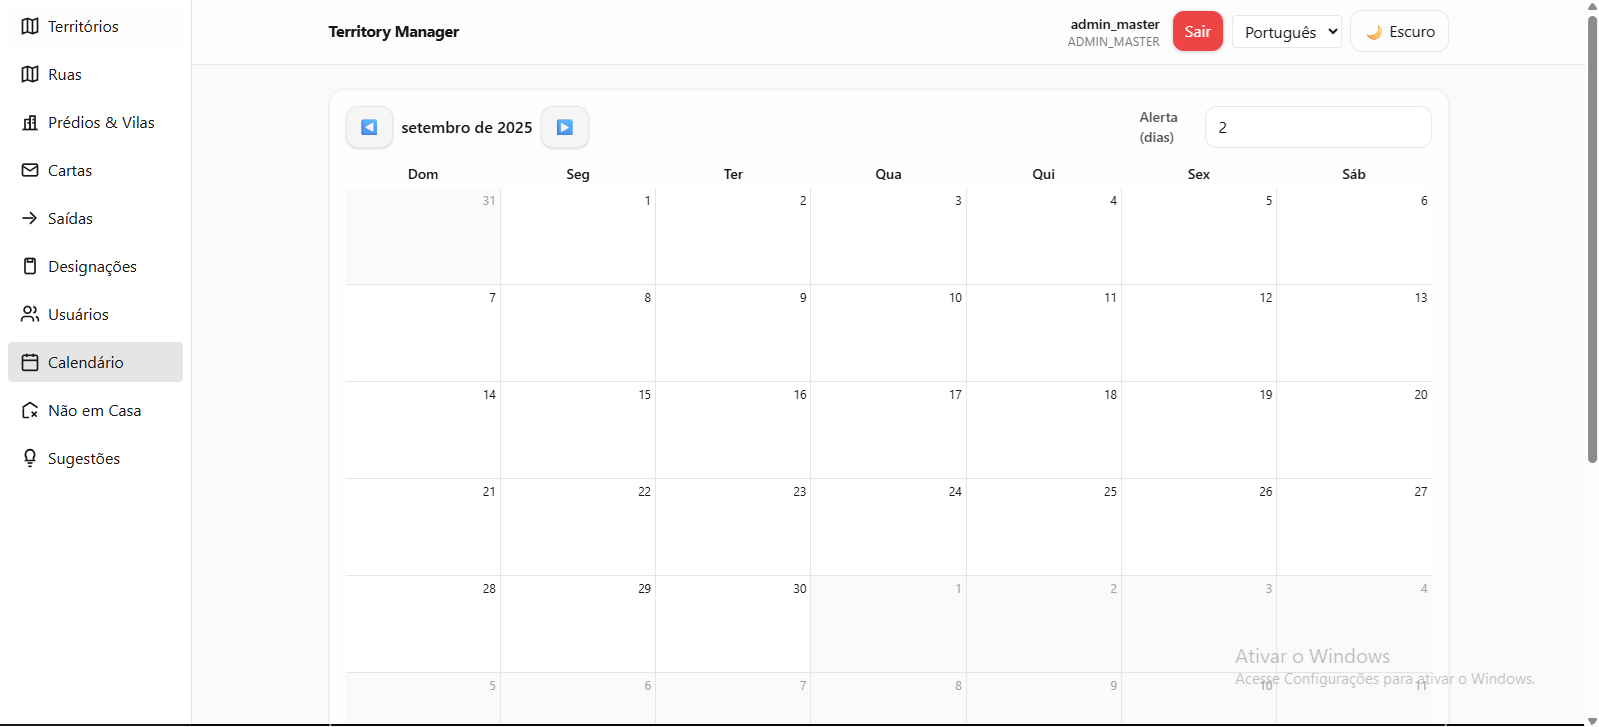 Territórios
Ruas
Prédios & Vilas
Cartas
Saídas
Designações
Usuários
Calendário
Não em Casa
Sugestões
Territory Manager
admin_master
ADMIN_MASTER
Sair
Português
🌙 Escuro
◀ setembro de 2025 ▶
Alerta
(dias)
2
Dom Seg Ter Qua Qui Sex Sáb
31 1 2 3 4 5 6
7 8 9 10 11 12 13
14 15 16 17 18 19 20
21 22 23 24 25 26 27
28 29 30 1 2 3 4
5 6 7 8 9 10 11
Ativar o Windows
Acesse Configurações para ativar o Windows.